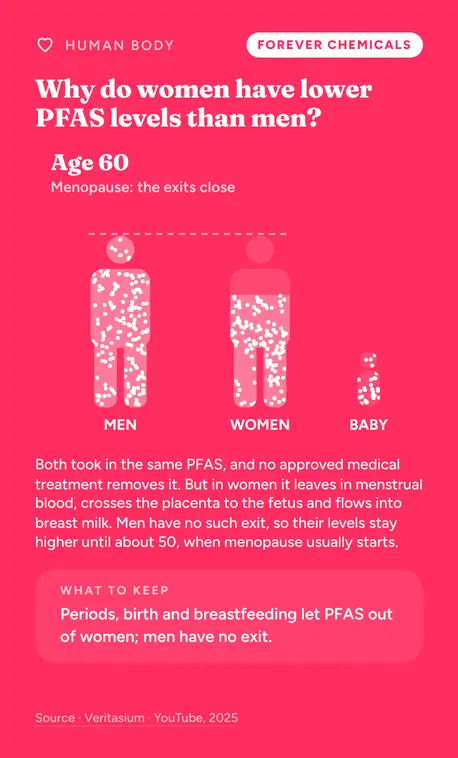 HUMAN BODY
FOREVER CHEMICALS
Why do women have lower
PFAS levels than men?
Age 60
Menopause: the exits close
MEN
WOMEN
BABY
Both took in the same PFAS, and no approved medical
treatment removes it. But in women it leaves in menstrual
blood, crosses the placenta to the fetus and flows into
breast milk. Men have no such exit, so their levels stay
higher until about 50, when menopause usually starts.
WHAT TO KEEP
Periods, birth and breastfeeding let PFAS out
of women; men have no exit.
Source · Veritasium · YouTube, 2025